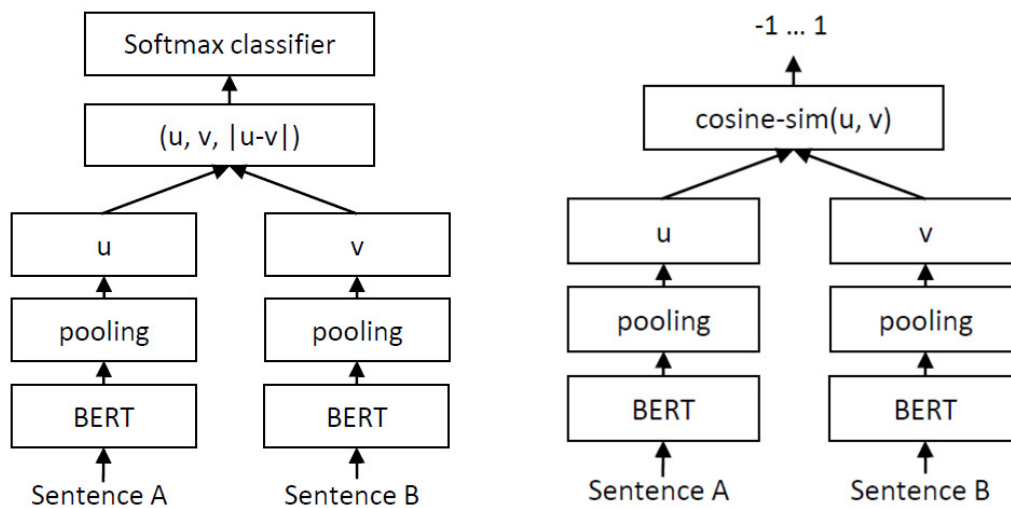 Softmax classifier
(u, v, |u-v|)
u
v
pooling
pooling
BERT
BERT
Sentence A
Sentence B
-1 ... 1
cosine-sim(u, v)
u
v
pooling
pooling
BERT
BERT
Sentence A
Sentence B